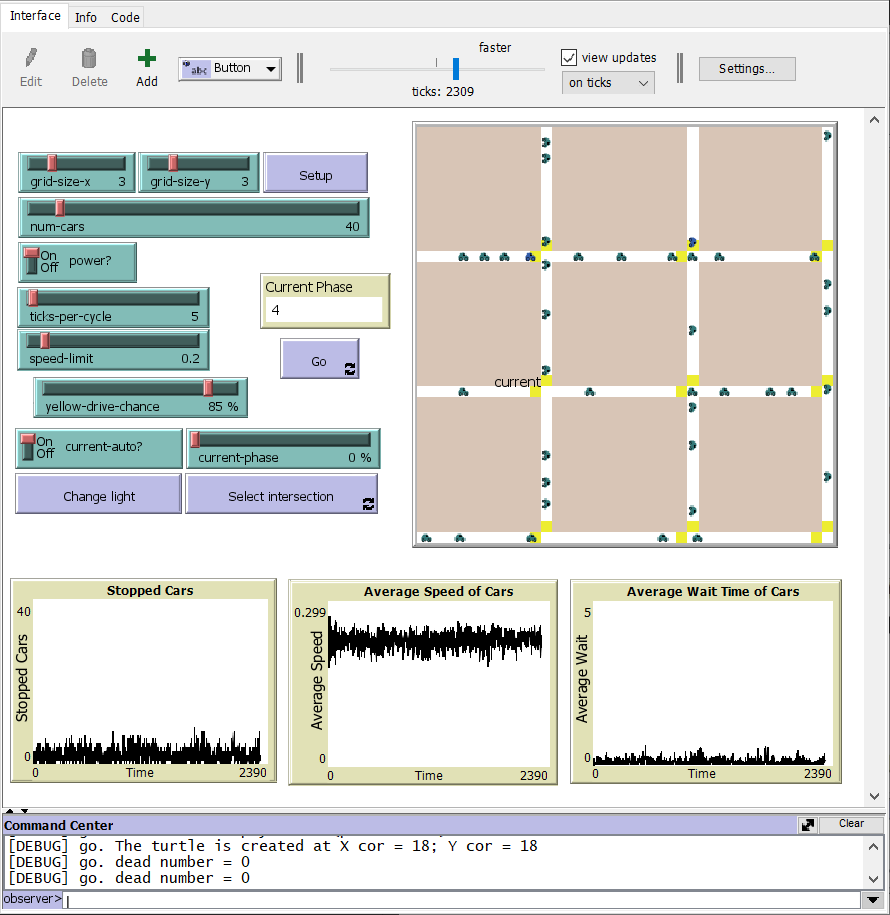 Interface Info Code
Edit Delete Add abc Button
faster
ticks: 2309
view updates
on ticks
Settings...
grid-size-x 3 grid-size-y 3 Setup
num-cars 40
On
Off power?
Current Phase
4
ticks-per-cycle 5
speed-limit 0.2
Go
yellow-drive-chance 85 %
On
Off current-auto?
current-phase 0 %
Change light Select intersection
current
Stopped Cars
40
Stopped Cars
0
0 Time 2390
Average Speed of Cars
0.299
Average Speed
0
0 Time 2390
Average Wait Time of Cars
5
Average Wait
0
0 Time 2390
Command Center Clear
[DEBUG] go. The turtle is created at X cor = 18; Y cor = 18
[DEBUG] go. dead number = 0
[DEBUG] go. dead number = 0
observer>